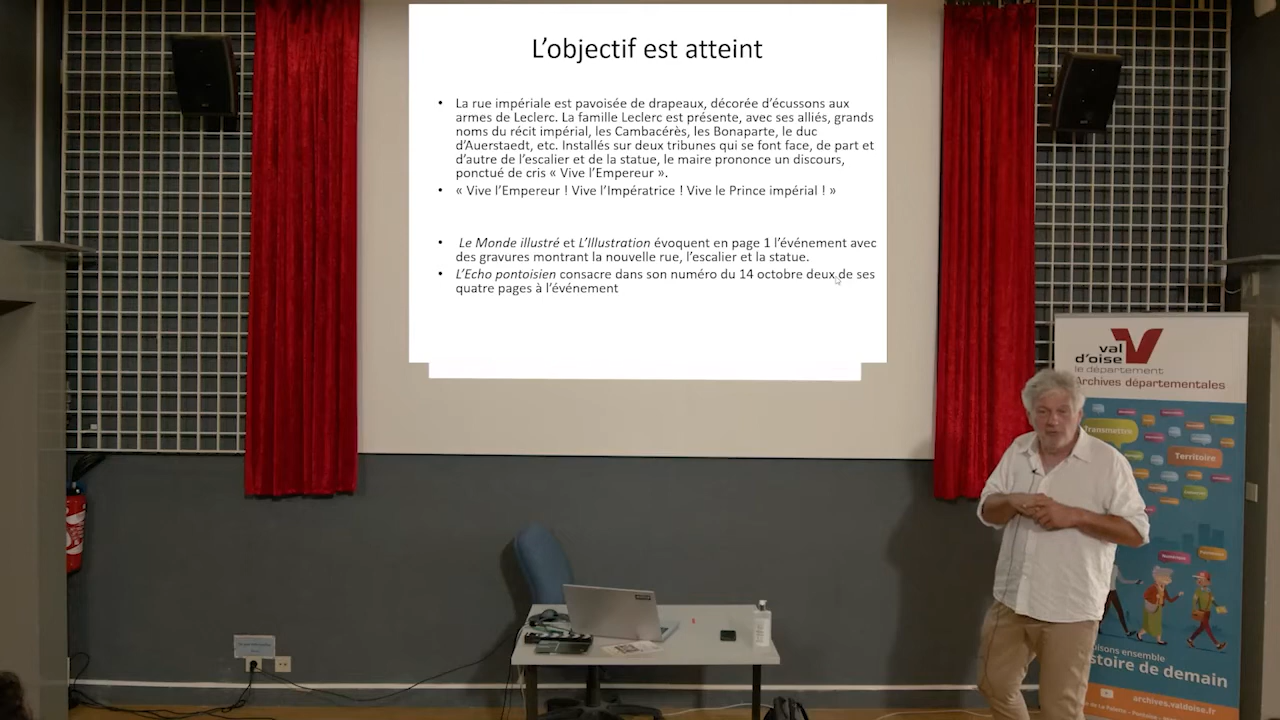 L'objectif est atteint
• La rue impériale est pavoisée de drapeaux, décorée d'écussons aux
armes de Leclerc. La famille Leclerc est présente, avec ses alliés, grands
noms du récit impérial, les Cambacérès, les Bonaparte, le duc
d'Auerstaedt, etc. Installés sur deux tribunes qui se font face, de part et
d'autre de l'escalier et de la statue, le maire prononce un discours,
ponctué de cris « Vive l'Empereur ».
• « Vive l'Empereur ! Vive l'Impératrice ! Vive le Prince impérial ! »
• Le Monde illustré et L'Illustration évoquent en page 1 l'événement avec
des gravures montrant la nouvelle rue, l'escalier et la statue.
• L'Echo pontoisien consacre dans son numéro du 14 octobre deux de ses
quatre pages à l'événement
val
d'oise
le département
Archives départementales
Transmettre
Territoire
ensemble
histoire de demain
archives.valdoise.fr